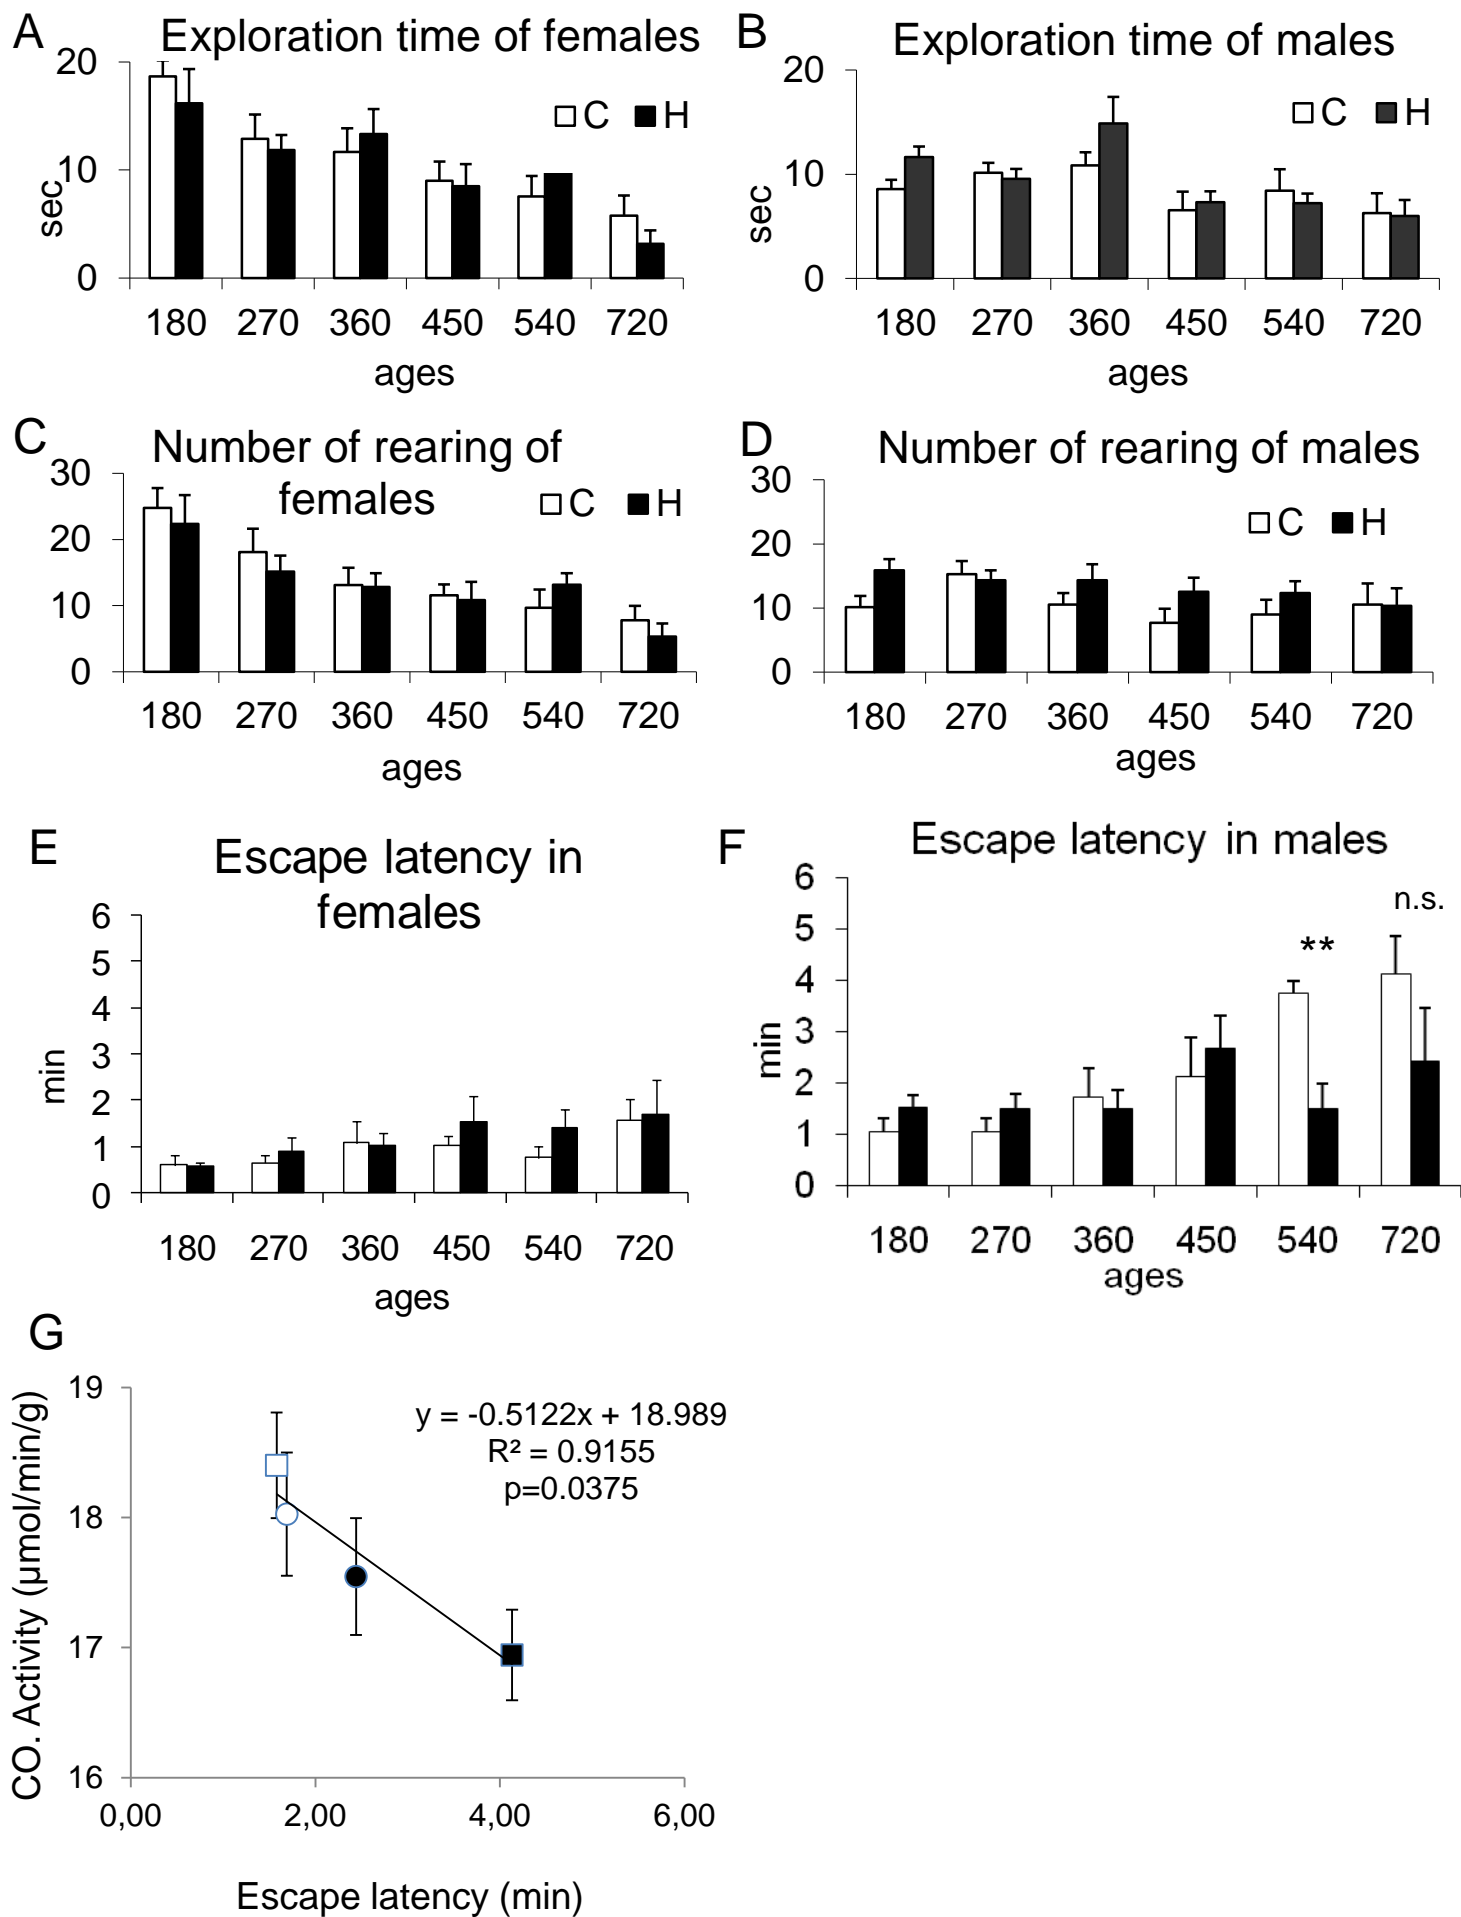 A
Exploration time of females
20
10
0
sec
C H
180 270 360 450 540 720
ages
B
Exploration time of males
20
10
0
sec
C H
180 270 360 450 540 720
ages
C
Number of rearing of
females
30
20
10
0
C H
180 270 360 450 540 720
ages
D
Number of rearing of males
30
20
10
0
C H
180 270 360 450 540 720
ages
E
Escape latency in
females
6
5
4
3
2
1
0
min
180 270 360 450 540 720
ages
F
Escape latency in males
6
5
4
3
2
1
0
min
**
n.s.
180 270 360 450 540 720
ages
G
19
18
17
16
CO. Activity (µmol/min/g)
y = -0.5122x + 18.989
R² = 0.9155
p=0.0375
0,00 2,00 4,00 6,00
Escape latency (min)